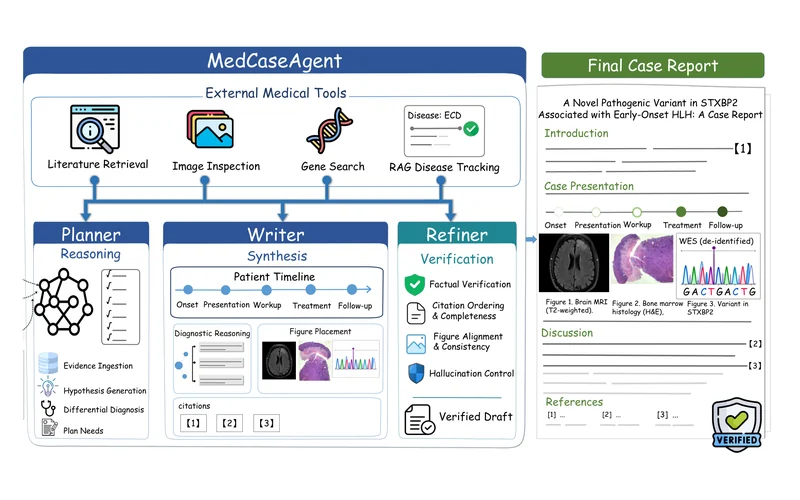 MedCaseAgent
External Medical Tools
Literature Retrieval
Image Inspection
Gene Search
Disease: ECD
RAG Disease Tracking
Planner
Reasoning
Evidence Ingestion
Hypothesis Generation
Differential Diagnosis
Plan Needs
Writer
Synthesis
Patient Timeline
Onset Presentation Workup Treatment Follow-up
Diagnostic Reasoning
Figure Placement
citations
【1】 【2】 【3】
Refiner
Verification
Factual Verification
Citation Ordering
& Completeness
Figure Alignment
& Consistency
Hallucination Control
Verified Draft
Final Case Report
A Novel Pathogenic Variant in STXBP2
Associated with Early-Onset HLH: A Case Report
Introduction
【1】
Case Presentation
Onset Presentation Workup Treatment Follow-up
WES (de-identified)
G A C T G A C T G
Figure 1. Brain MRI
(T2-weighted).
Figure 2. Bone marrow
histology (H&E),
Figure 3. Variant in
STXBP2
Discussion
[2]
[3]
References
[1] ... [2] ... [3] ...
VERIFIED